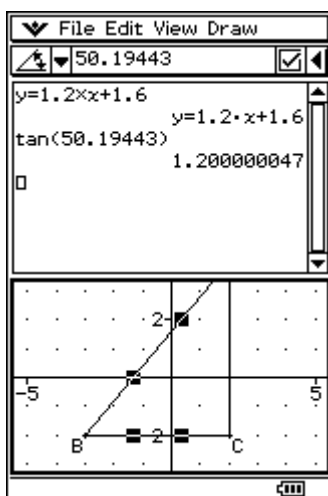 File Edit View Draw
50.19443
y=1.2×x+1.6
y=1.2·x+1.6
tan(50.19443)
1.200000047
2
-5 5
B -2 C